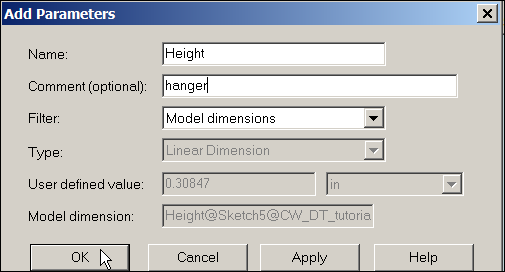 Add Parameters
Name: Height
Comment (optional): hanger
Filter: Model dimensions
Type: Linear Dimension
User defined value: 0.30847 in
Model dimension: Height@Sketch5@CW_DT_tutoria
OK Cancel Apply Help